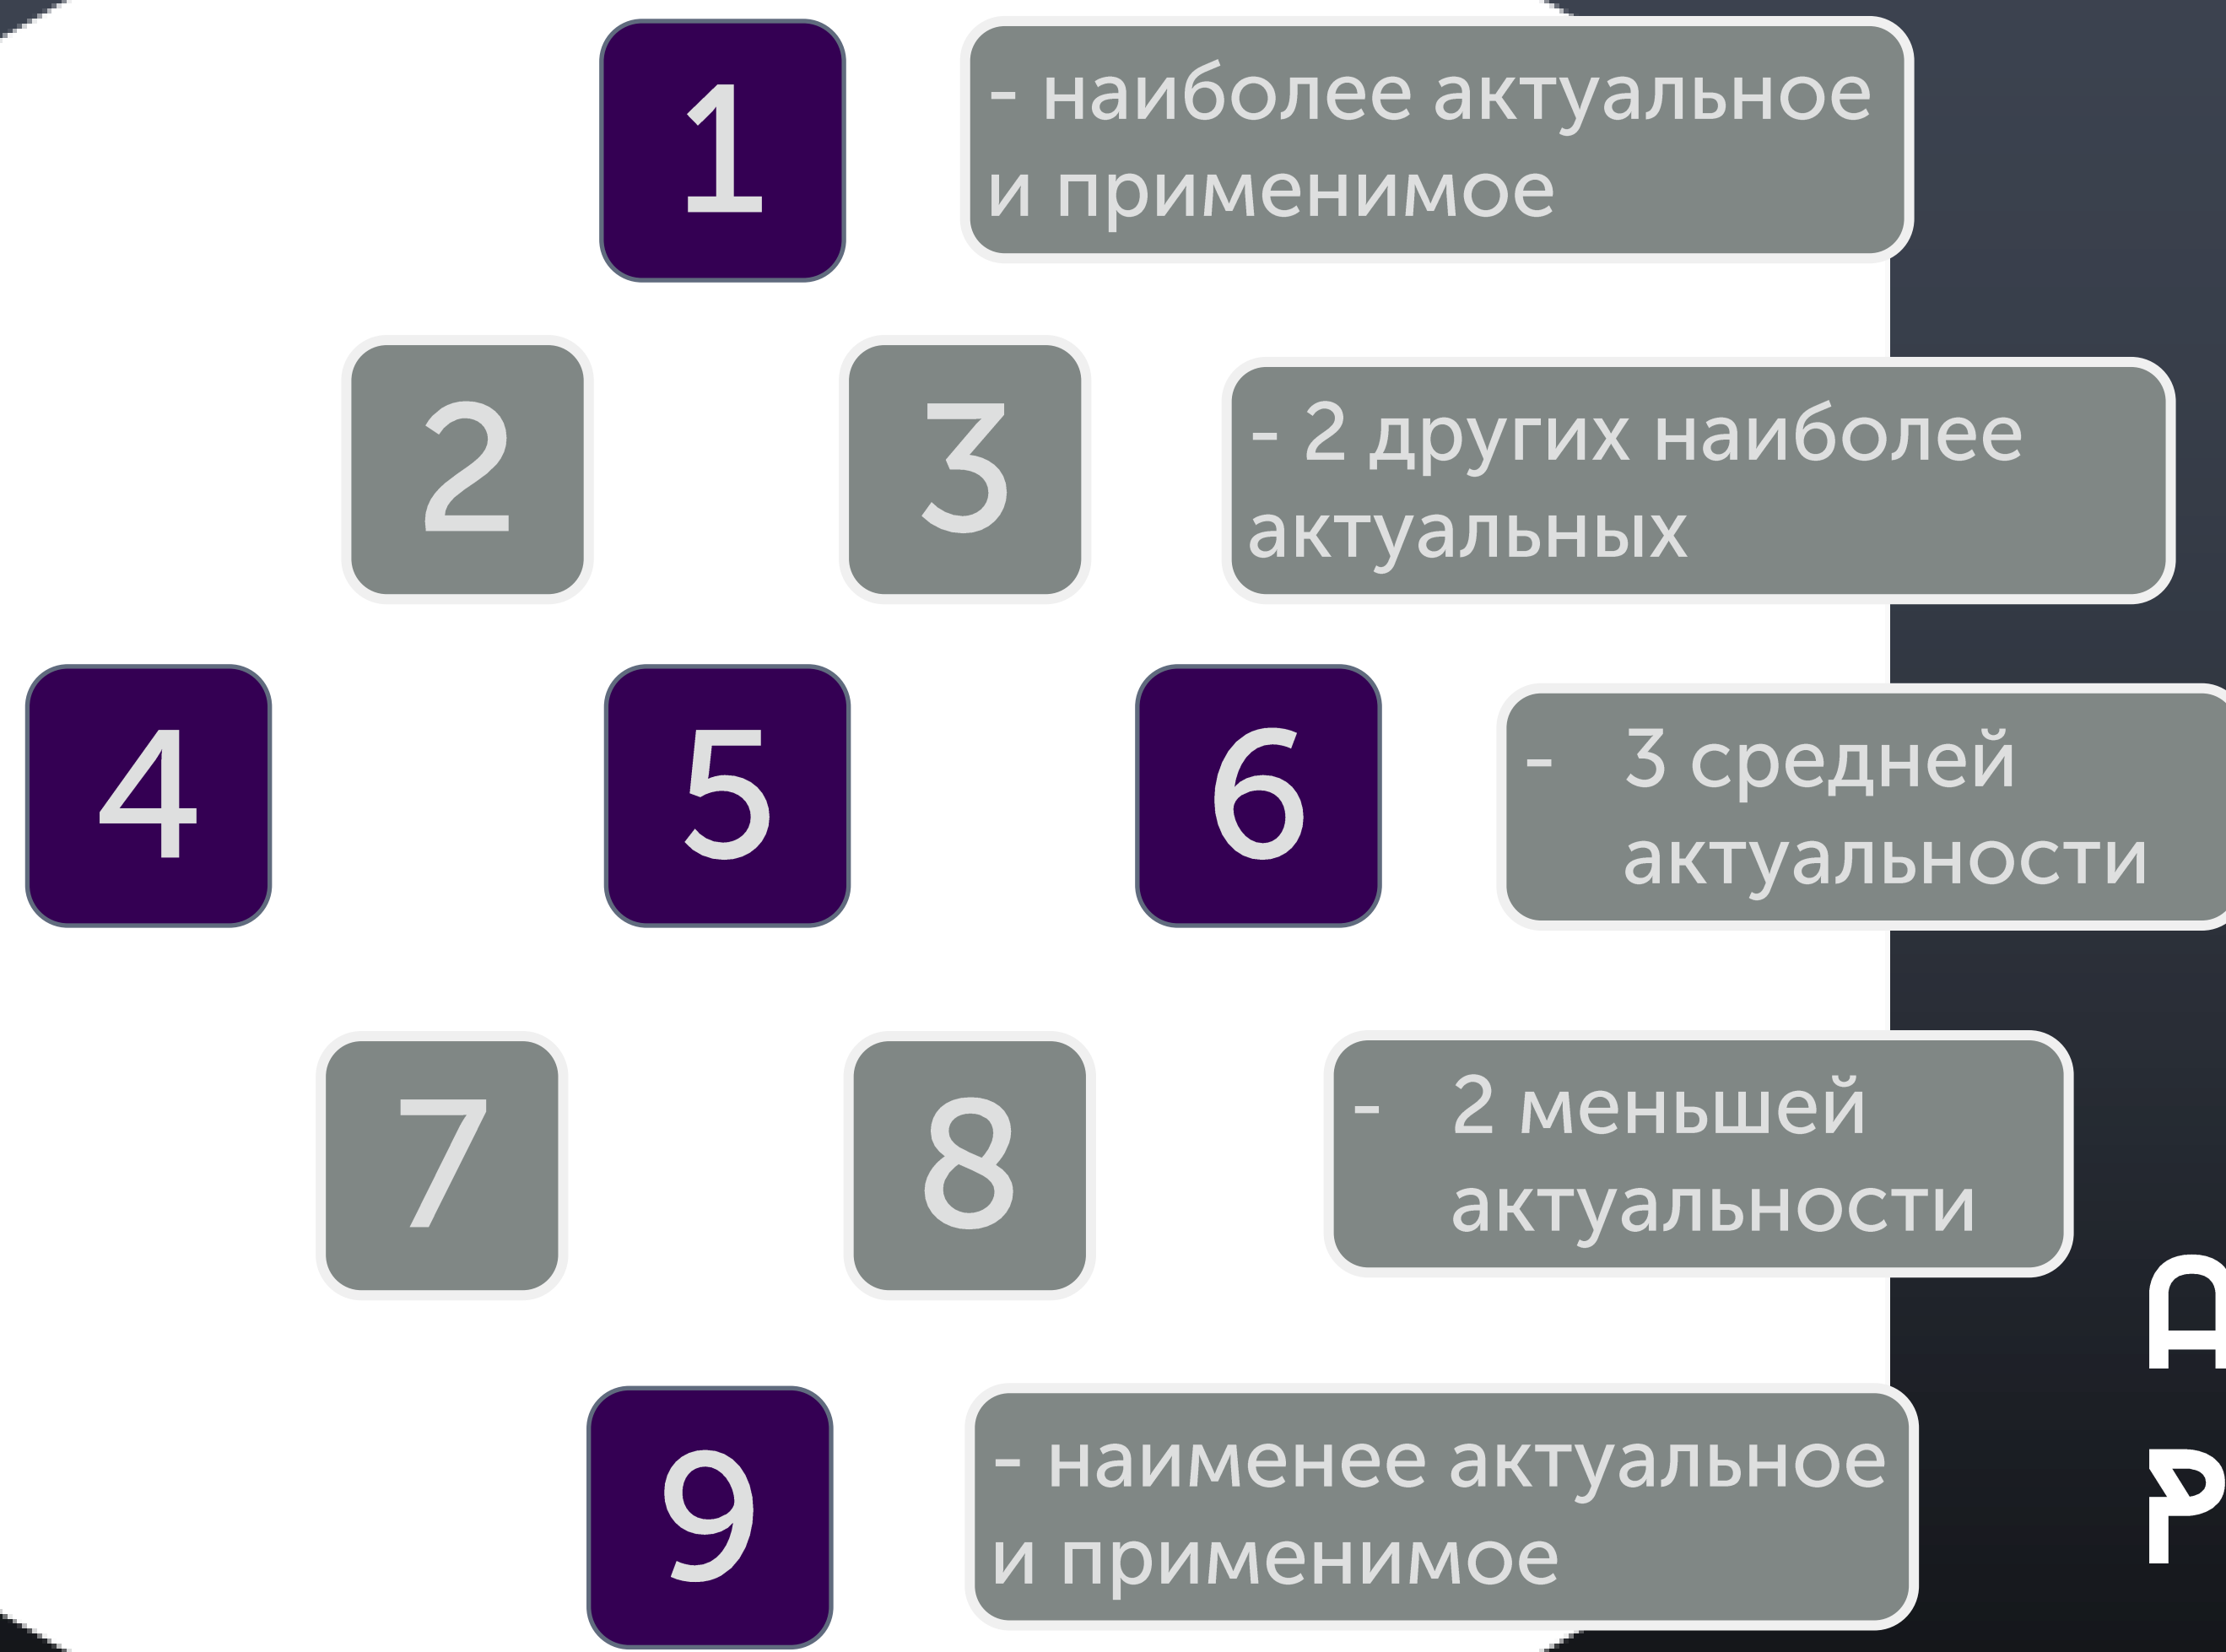 1
- наиболее актуальное
и применимое
2 3
- 2 других наиболее
актуальных
4 5 6
- 3 средней
актуальности
7 8
- 2 меньшей
актуальности
9
- наименее актуальное
и применимое